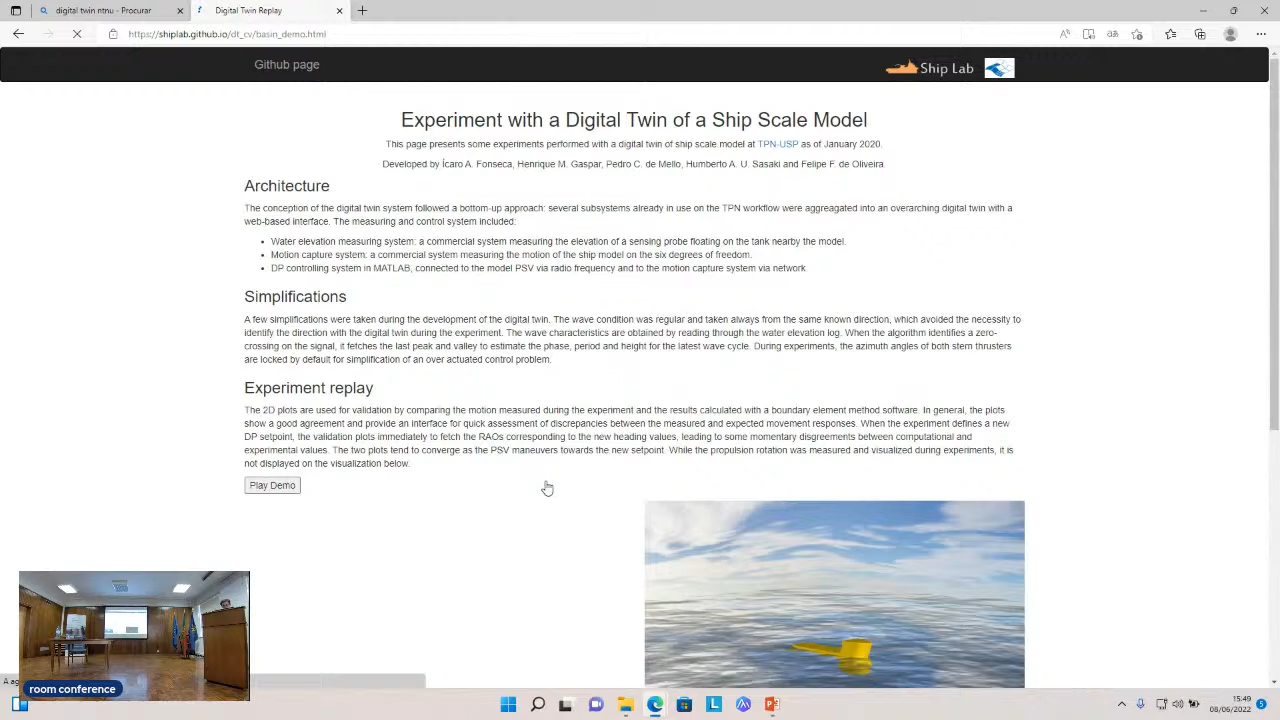 digital twin ntnu - Procurar
Digital Twin Replay
https://shiplab.github.io/dt_cv/basin_demo.html
Github page
Ship Lab
Experiment with a Digital Twin of a Ship Scale Model
This page presents some experiments performed with a digital twin of ship scale model at TPN-USP as of January 2020.
Developed by Ícaro A. Fonseca, Henrique M. Gaspar, Pedro C. de Mello, Humberto A. U. Sasaki and Felipe F. de Oliveira.
Architecture
The conception of the digital twin system followed a bottom-up approach: several subsystems already in use on the TPN workflow were aggreagated into an overarching digital twin with a
web-based interface. The measuring and control system included:
• Water elevation measuring system: a commercial system measuring the elevation of a sensing probe floating on the tank nearby the model.
• Motion capture system: a commercial system measuring the motion of the ship model on the six degrees of freedom.
• DP controlling system in MATLAB, connected to the model PSV via radio frequency and to the motion capture system via network.
Simplifications
A few simplifications were taken during the development of the digital twin. The wave condition was regular and taken always from the same known direction, which avoided the necessity to
identify the direction with the digital twin during the experiment. The wave characteristics are obtained by reading through the water elevation log. When the algorithm identifies a zero-
crossing on the signal, it fetches the last peak and valley to estimate the phase, period and height for the latest wave cycle. During experiments, the azimuth angles of both stern thrusters
are locked by default for simplification of an over actuated control problem.
Experiment replay
The 2D plots are used for validation by comparing the motion measured during the experiment and the results calculated with a boundary element method software. In general, the plots
show a good agreement and provide an interface for quick assessment of discrepancies between the measured and expected movement responses. When the experiment defines a new
DP setpoint, the validation plots immediately to fetch the RAOs corresponding to the new heading values, leading to some momentary disgreements between computational and
experimental values. The two plots tend to converge as the PSV maneuvers towards the new setpoint. While the propulsion rotation was measured and visualized during experiments, it is
not displayed on the visualization below.
Play Demo
room conference
15:49
08/06/2022